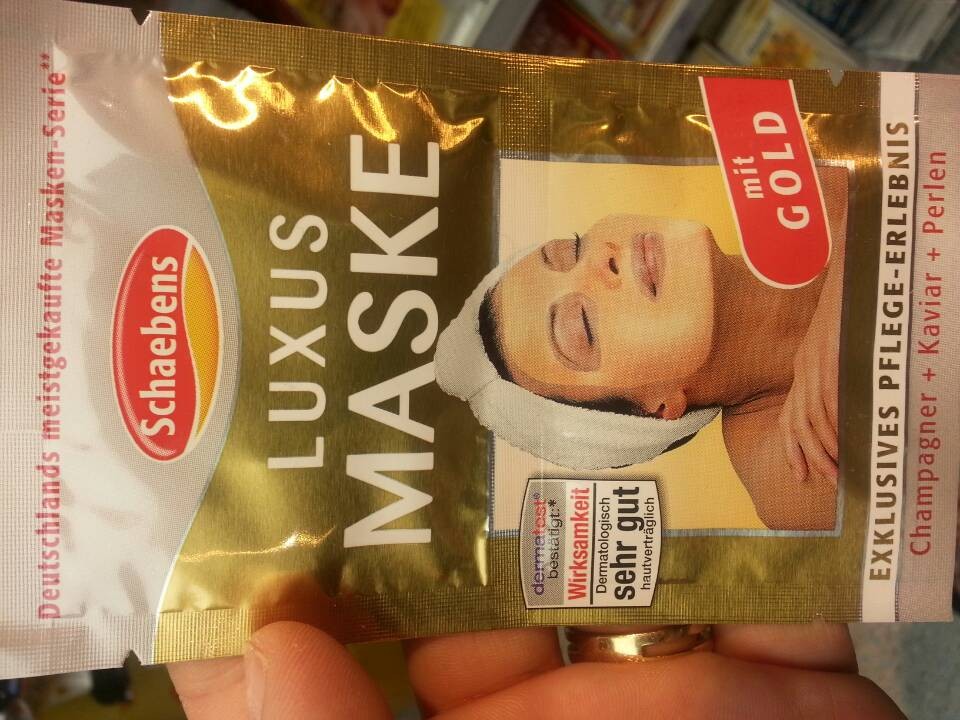 Deutschlands meistgekaufte Masken-Serie**
Schaebens
LUXUS
MASKE
mit
GOLD
dermatest®
bestätigt:*
Wirksamkeit
Dermatologisch
sehr gut
hautverträglich
EXKLUSIVES PFLEGE-ERLEBNIS
Champagner + Kaviar + Perlen